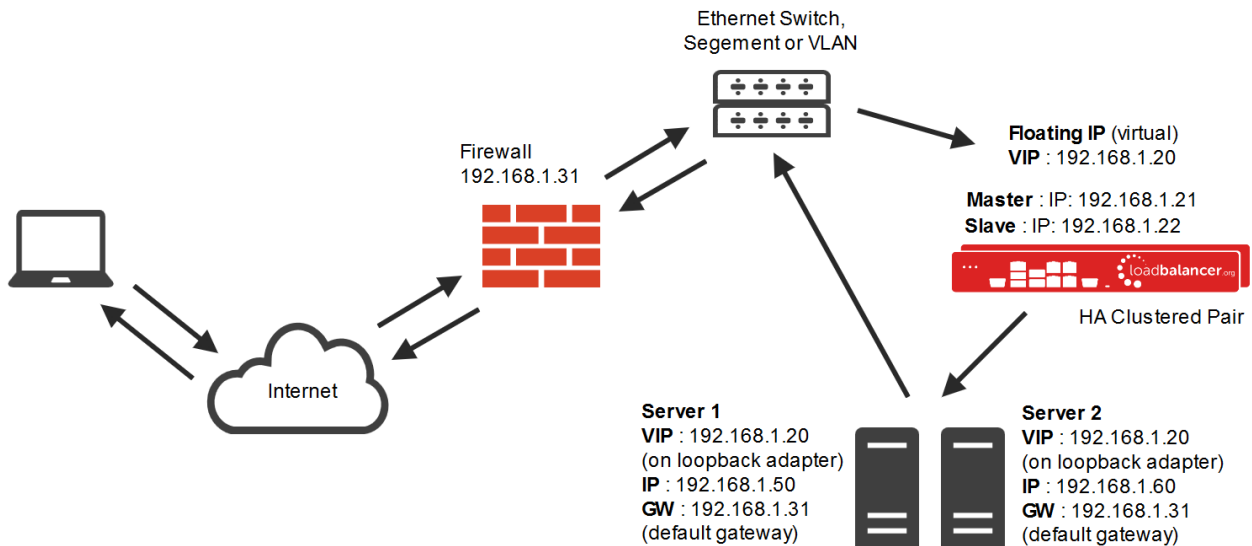 Ethernet Switch,
Segement or VLAN
Firewall
192.168.1.31
Floating IP (virtual)
VIP : 192.168.1.20
Master : IP: 192.168.1.21
Slave : IP: 192.168.1.22
loadbalancer.org
HA Clustered Pair
Internet
Server 1
VIP : 192.168.1.20
(on loopback adapter)
IP : 192.168.1.50
GW : 192.168.1.31
(default gateway)
Server 2
VIP : 192.168.1.20
(on loopback adapter)
IP : 192.168.1.60
GW : 192.168.1.31
(default gateway)